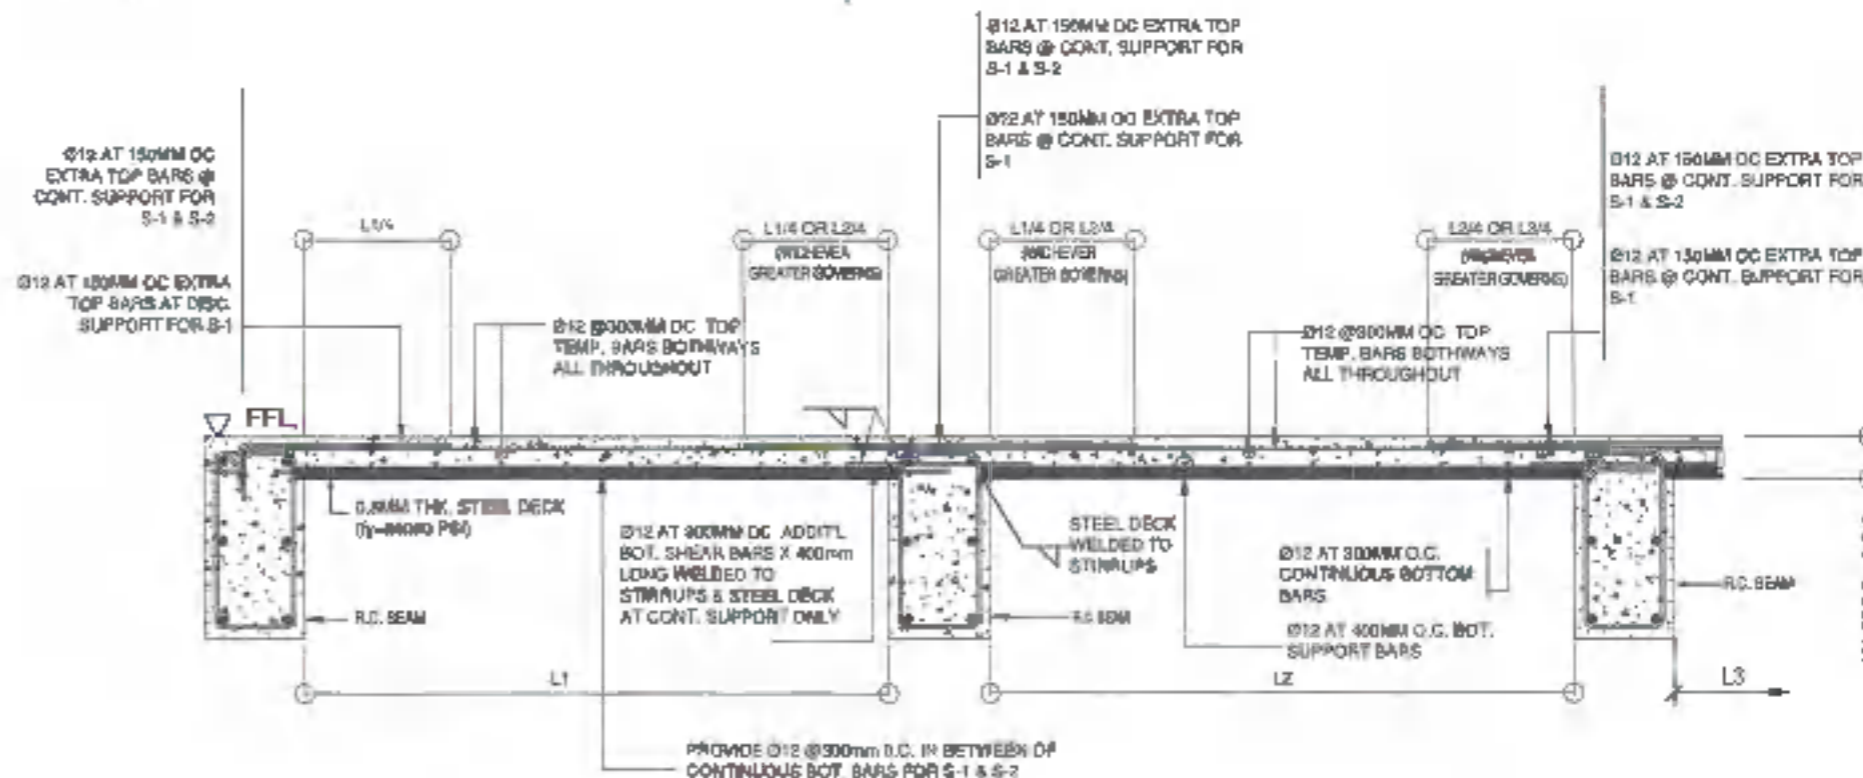 Ø12 AT 150MM OC EXTRA TOP
BARS @ CONT. SUPPORT FOR
S-1 & S-2
Ø12 AT 150MM OC EXTRA TOP
BARS @ CONT. SUPPORT FOR
S-1
Ø12 AT 150MM OC
EXTRA TOP BARS @
CONT. SUPPORT FOR
S-1 & S-2
Ø12 AT 150MM OC EXTRA
TOP BARS AT DISC.
SUPPORT FOR S-1
Ø12 AT 150MM OC EXTRA TOP
BARS @ CONT. SUPPORT FOR
S-1 & S-2
Ø12 AT 150MM OC EXTRA TOP
BARS @ CONT. SUPPORT FOR
S-1
L1/4
L1/4 OR L2/4
GREATER GOVERNS)
L1/4 OR L2/4
GREATER GOVERNS)
L2/4 OR L3/4
GREATER GOVERNS)
Ø12 @300MM OC TOP
TEMP. BARS BOTHWAYS
ALL THROUGHOUT
Ø12 @300MM OC TOP
TEMP. BARS BOTHWAYS
ALL THROUGHOUT
FFL
THK. STEEL DECK
Ø12 AT 300MM OC ADDIT'L
BOT. SHEAR BARS X 400mm
LONG WELDED TO
STIRRUPS & STEEL DECK
AT CONT. SUPPORT ONLY
STEEL DECK
WELDED TO
STIRRUPS
Ø12 AT 300MM O.C.
CONTINUOUS BOTTOM
BARS
Ø12 AT 400MM O.C. BOT.
SUPPORT BARS
R.C. BEAM
R.C. BEAM
R.C. BEAM
L1
L2
L3
PROVIDE Ø12 @300mm O.C. IN BETWEEN OF
CONTINUOUS BOT. BARS FOR S-1 & S-2